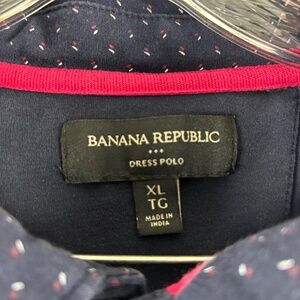 BANANA REPUBLIC
DRESS POLO
XL
TG
MADE IN
INDIA